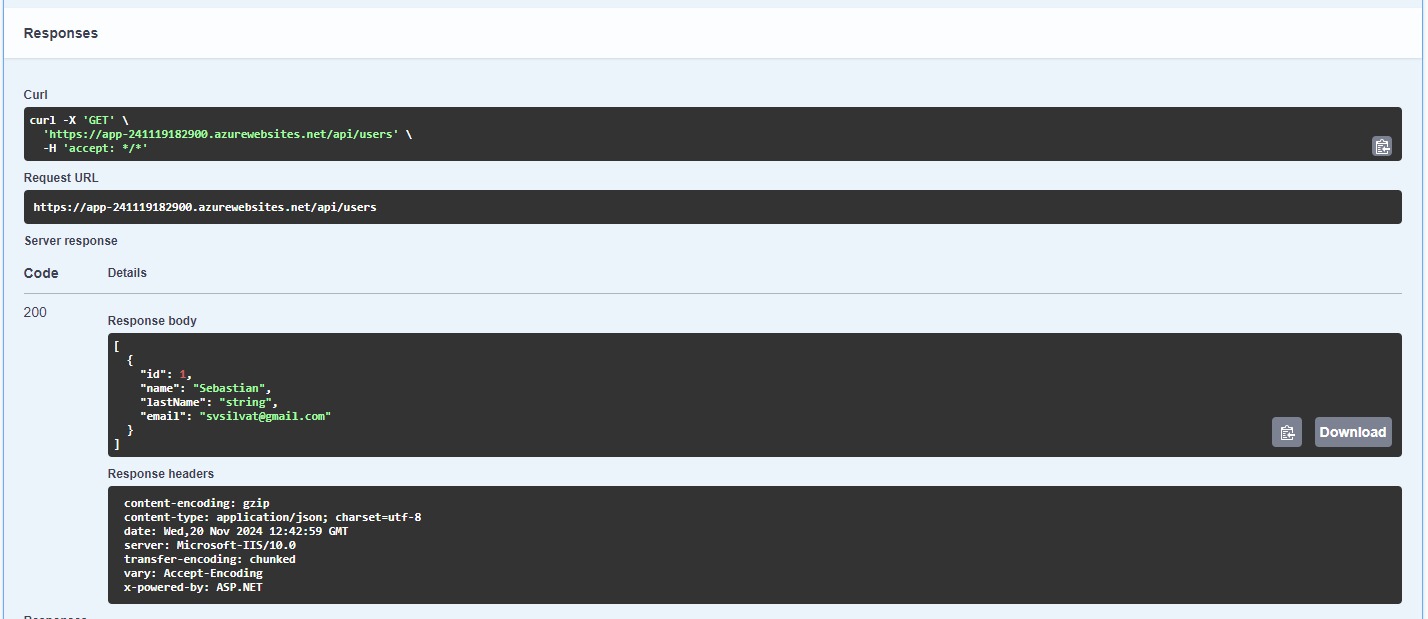 Responses
Curl
curl -X 'GET' \
  'https://app-241119182900.azurewebsites.net/api/users' \
  -H 'accept: */*'
Request URL
https://app-241119182900.azurewebsites.net/api/users
Server response
Code Details
200
Response body
[
  {
    "id": 1,
    "name": "Sebastian",
    "lastName": "string",
    "email": "svsilvat@gmail.com"
  }
]
Download
Response headers
content-encoding: gzip
content-type: application/json; charset=utf-8
date: Wed,20 Nov 2024 12:42:59 GMT
server: Microsoft-IIS/10.0
transfer-encoding: chunked
vary: Accept-Encoding
x-powered-by: ASP.NET
Responses